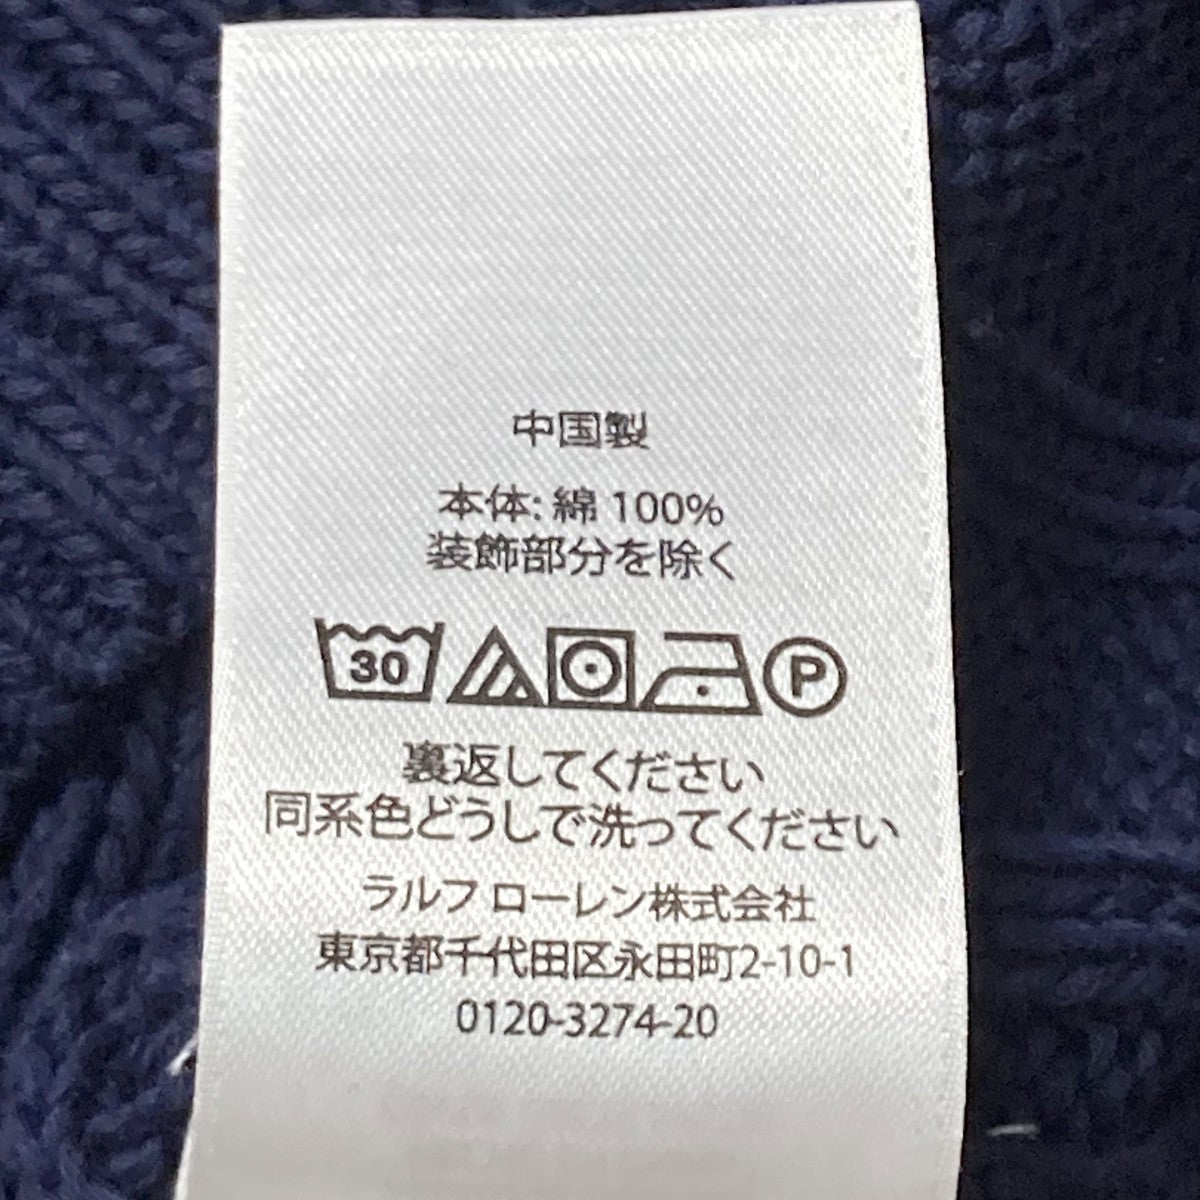 中国製
本体: 綿 100%
装飾部分を除く
30 P
裏返してください
同系色どうしで洗ってください
ラルフ ローレン株式会社
東京都千代田区永田町2-10-1
0120-3274-20